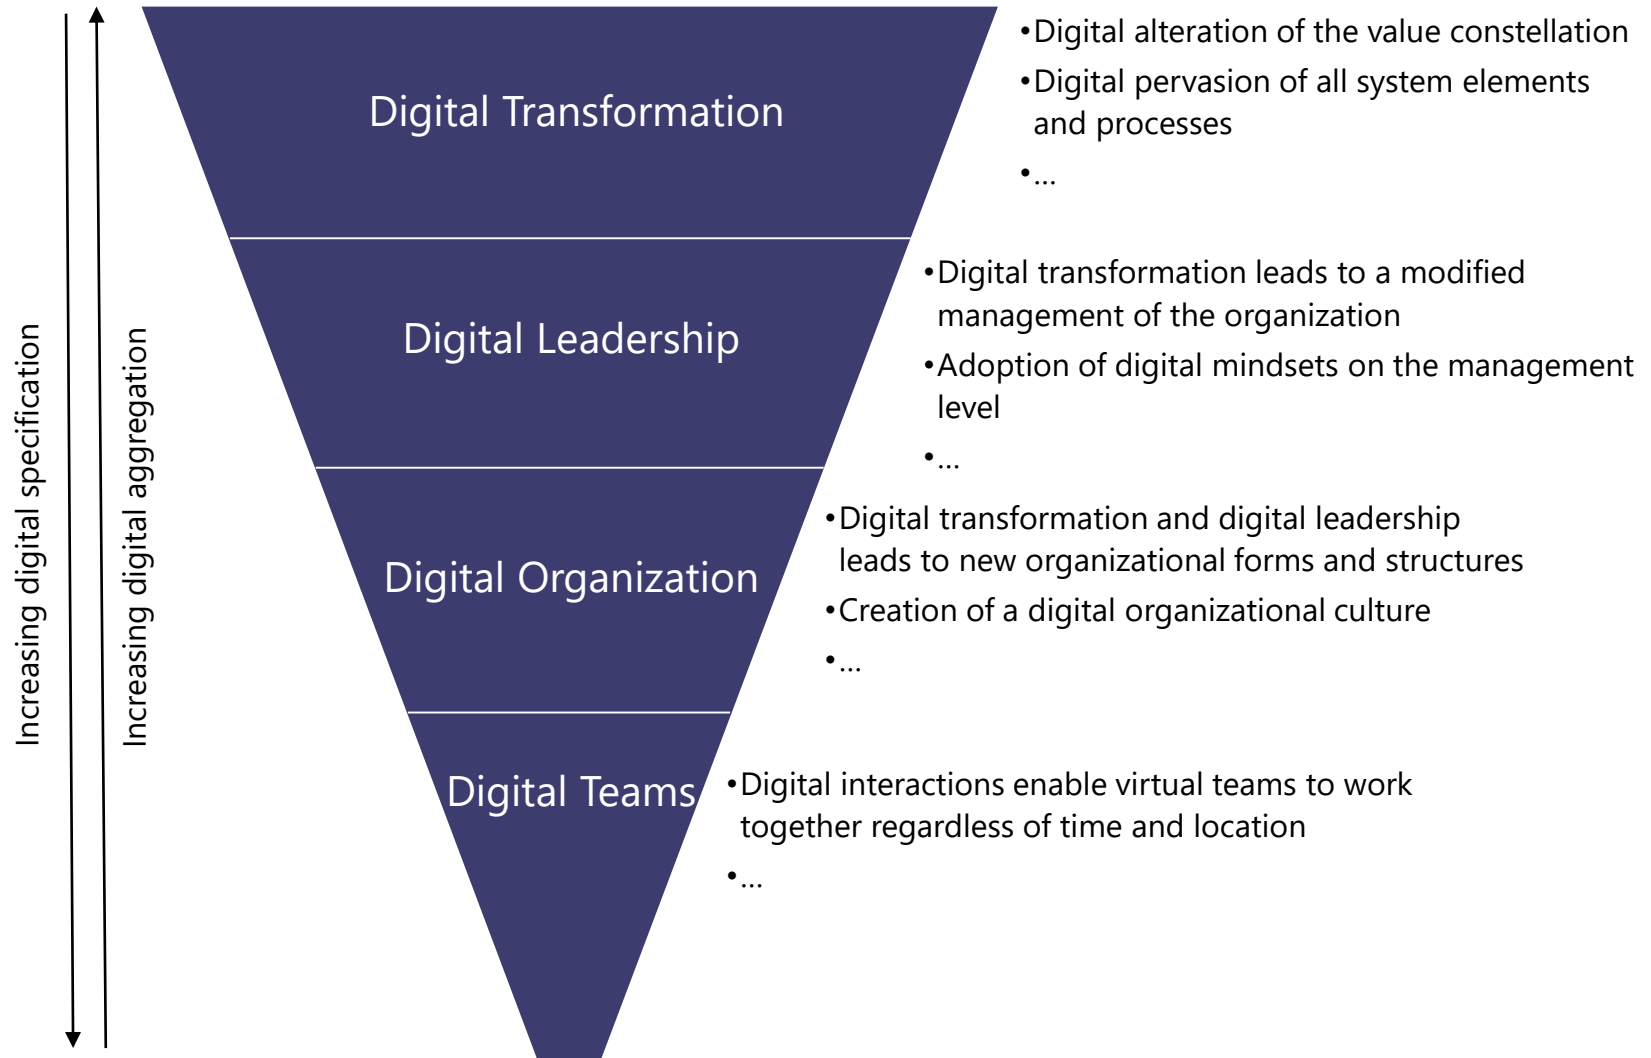 Increasing digital specification
Increasing digital aggregation
Digital Transformation
•Digital alteration of the value constellation
•Digital pervasion of all system elements
and processes
•...
Digital Leadership
•Digital transformation leads to a modified
management of the organization
•Adoption of digital mindsets on the management
level
•...
Digital Organization
•Digital transformation and digital leadership
leads to new organizational forms and structures
•Creation of a digital organizational culture
•...
Digital Teams
•Digital interactions enable virtual teams to work
together regardless of time and location
•...